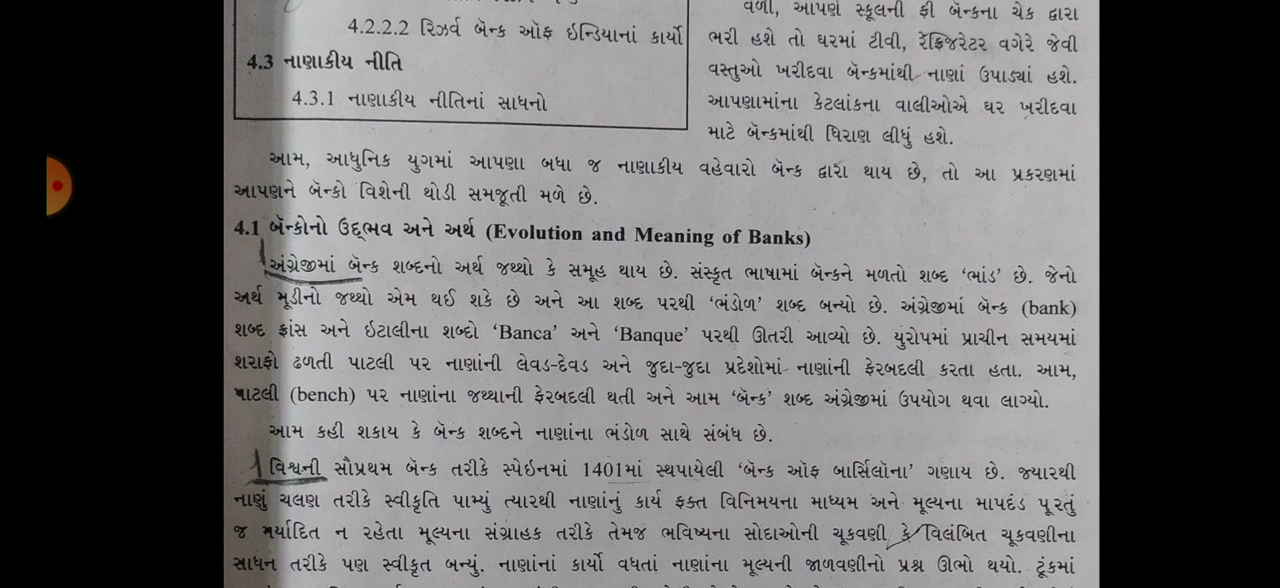 4.2.2.2 રિઝર્વ બૅન્ક ઑફ ઇન્ડિયાનાં કાર્યો
4.3 નાણાકીય નીતિ
4.3.1 નાણાકીય નીતિનાં સાધનો
વળી, આપણે સ્કૂલની ફી બૅન્કના ચેક દ્વારા
ભરી હશે તો ઘરમાં ટીવી, રૅફ્રિજરેટર વગેરે જેવી
વસ્તુઓ ખરીદવા બૅન્કમાંથી નાણાં ઉપાડ્યાં હશે.
આપણામાંના કેટલાંકના વાલીઓએ ઘર ખરીદવા
માટે બૅન્કમાંથી ધિરાણ લીધું હશે.
આમ, આધુનિક યુગમાં આપણા બધા જ નાણાકીય વહેવારો બૅન્ક દ્વારા થાય છે, તો આ પ્રકરણમાં
આપણને બૅન્કો વિશેની થોડી સમજૂતી મળે છે.
4.1 બૅન્કોનો ઉદ્ભવ અને અર્થ (Evolution and Meaning of Banks)
અંગ્રેજીમાં બૅન્ક શબ્દનો અર્થ જથ્થો કે સમૂહ થાય છે. સંસ્કૃત ભાષામાં બૅન્કને મળતો શબ્દ ‘ભાંડ’ છે. જેનો
અર્થ મૂડીનો જથ્થો એમ થઈ શકે છે અને આ શબ્દ પરથી ‘ભંડોળ’ શબ્દ બન્યો છે. અંગ્રેજીમાં બૅન્ક (bank)
શબ્દ ફ્રાંસ અને ઇટાલીના શબ્દો ‘Banca’ અને ‘Banque’ પરથી ઊતરી આવ્યો છે. યુરોપમાં પ્રાચીન સમયમાં
શરાફો ઢળતી પાટલી પર નાણાંની લેવડ-દેવડ અને જુદા-જુદા પ્રદેશોમાં નાણાંની ફેરબદલી કરતા હતા. આમ,
પાટલી (bench) પર નાણાંના જથ્થાની ફેરબદલી થતી અને આમ ‘બૅન્ક’ શબ્દ અંગ્રેજીમાં ઉપયોગ થવા લાગ્યો.
આમ કહી શકાય કે બૅન્ક શબ્દને નાણાંના ભંડોળ સાથે સંબંધ છે.
વિશ્વની સૌપ્રથમ બૅન્ક તરીકે સ્પેઇનમાં 1401માં સ્થપાયેલી ‘બૅન્ક ઑફ બાર્સિલૉના’ ગણાય છે. જ્યારથી
નાણું ચલણ તરીકે સ્વીકૃતિ પામ્યું ત્યારથી નાણાંનું કાર્ય ફક્ત વિનિમયના માધ્યમ અને મૂલ્યના માપદંડ પૂરતું
જ મર્યાદિત ન રહેતા મૂલ્યના સંગ્રાહક તરીકે તેમજ ભવિષ્યના સોદાઓની ચૂકવણી કે વિલંબિત ચૂકવણીના
સાધન તરીકે પણ સ્વીકૃત બન્યું. નાણાંનાં કાર્યો વધતાં નાણાંના મૂલ્યની જાળવણીનો પ્રશ્ન ઊભો થયો. ટૂંકમાં